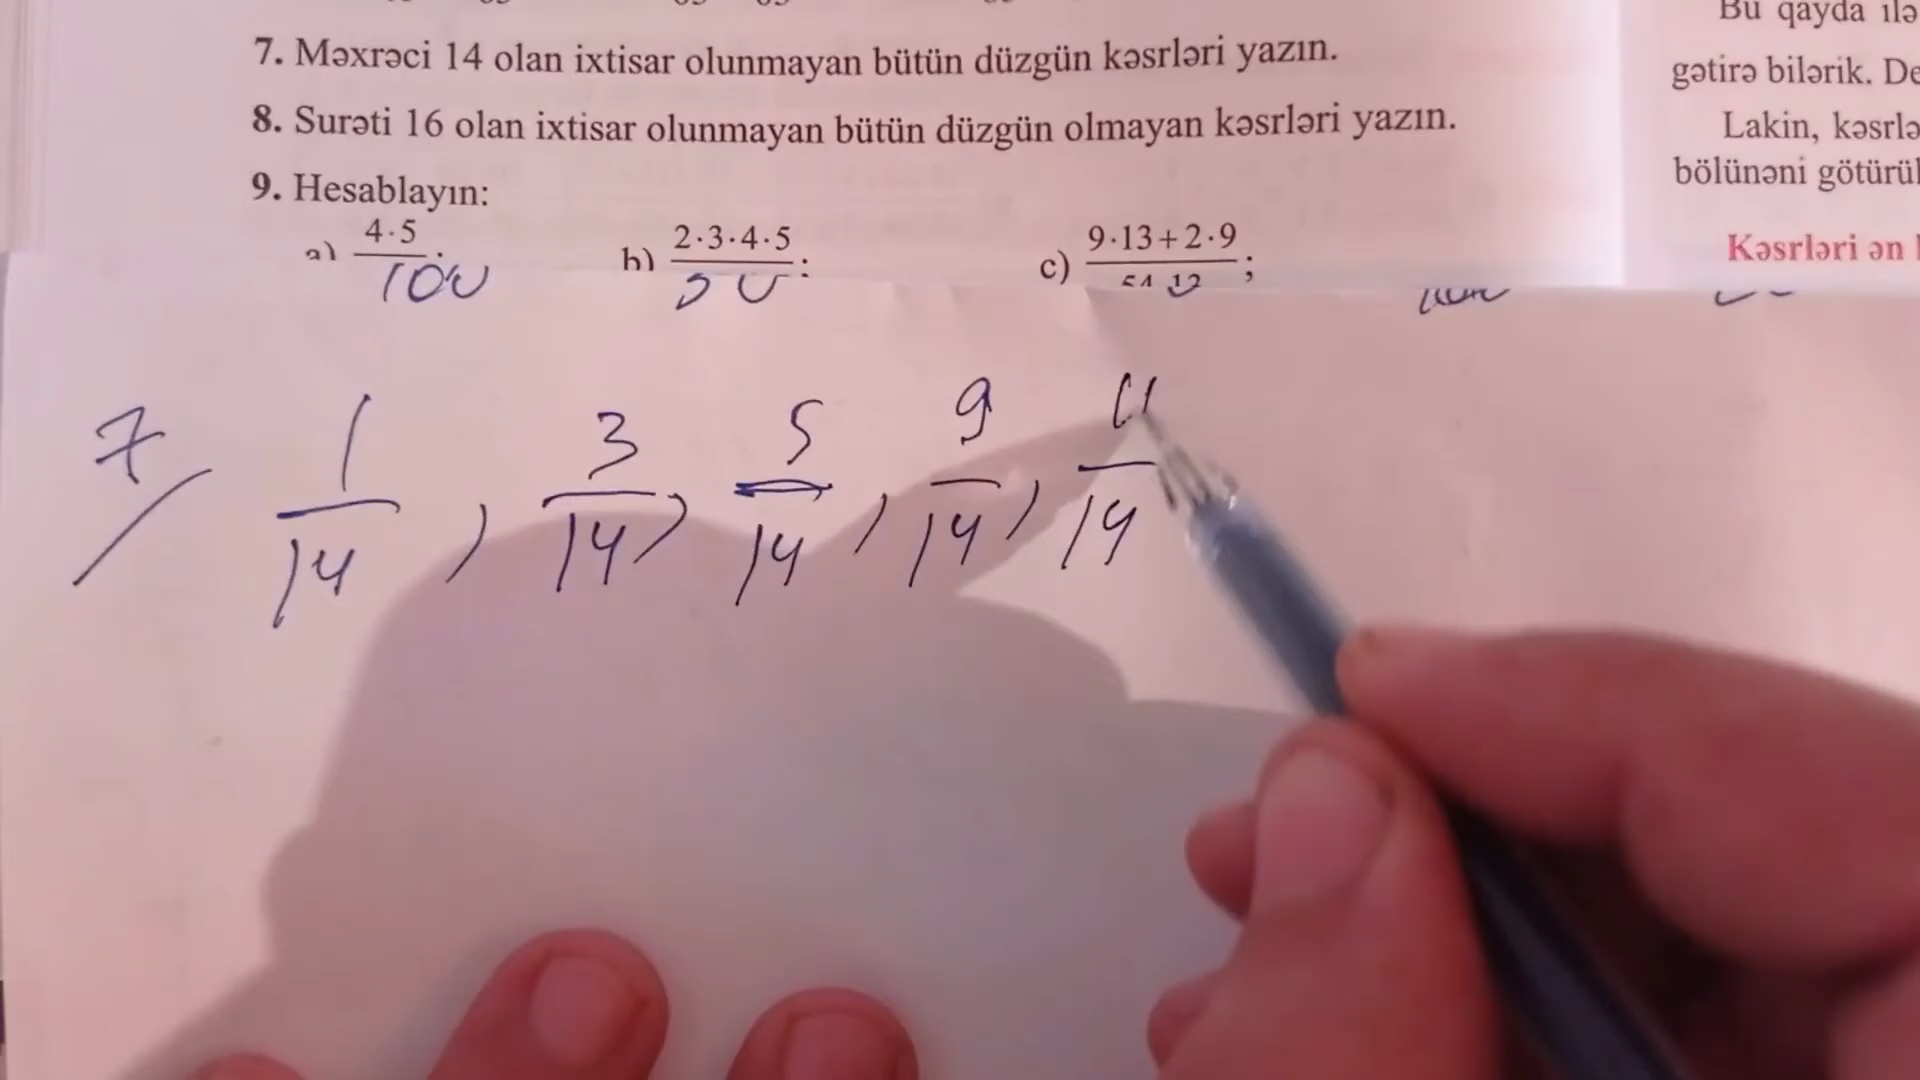 Bu qayda ilə
7. Məxrəci 14 olan ixtisar olunmayan bütün düzgün kəsrləri yazın.
gətirə bilərik. De
8. Surəti 16 olan ixtisar olunmayan bütün düzgün olmayan kəsrləri yazın.
Lakin, kəsrlə
bölünəni götürül
9. Hesablayın:
a) 4·5
b) 2·3·4·5
c) 9·13+2·9 ;
Kəsrləri ən
100
7/ 1/14 , 3/14 , 5/14 , 9/14 , 11/14